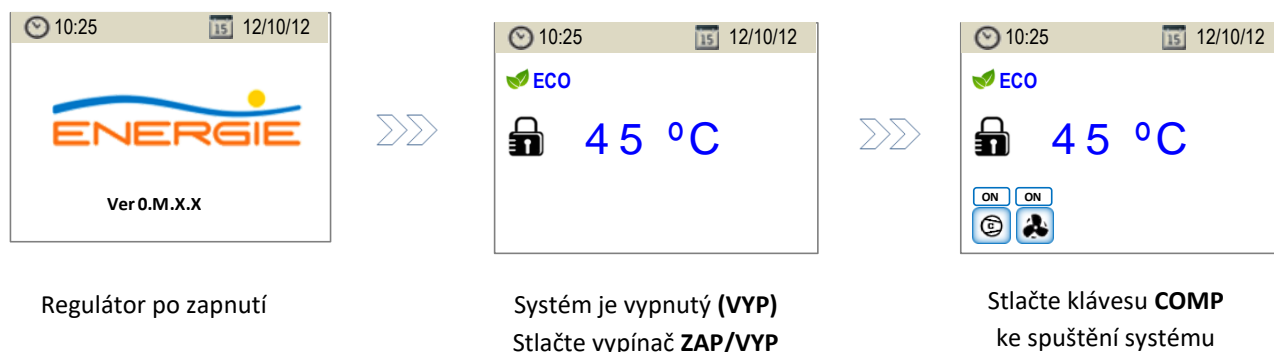 10:25 15 12/10/12
ENERGIE
Ver 0.M.X.X
Regulátor po zapnutí
10:25 15 12/10/12
ECO
45 ºC
Systém je vypnutý (VYP)
Stlačte vypínač ZAP/VYP
10:25 15 12/10/12
ECO
45 ºC
ON ON
Stlačte klávesu COMP
ke spuštění systému